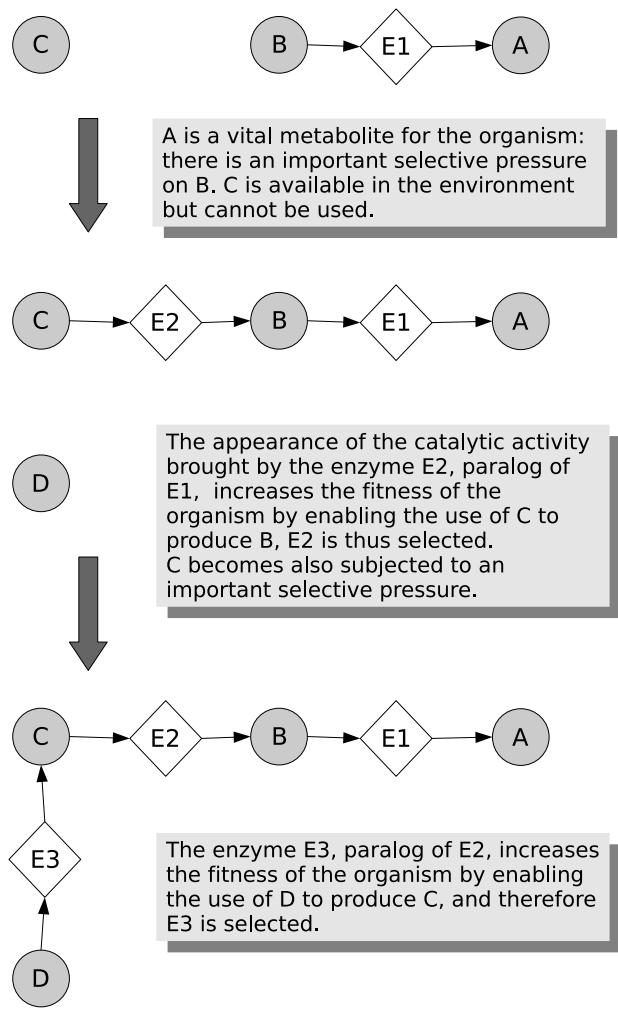 C
B
E1
A
A is a vital metabolite for the organism:
there is an important selective pressure
on B. C is available in the environment
but cannot be used.
C
E2
B
E1
A
D
The appearance of the catalytic activity
brought by the enzyme E2, paralog of
E1, increases the fitness of the
organism by enabling the use of C to
produce B, E2 is thus selected.
C becomes also subjected to an
important selective pressure.
C
E2
B
E1
A
E3
The enzyme E3, paralog of E2, increases
the fitness of the organism by enabling
the use of D to produce C, and therefore
E3 is selected.
D